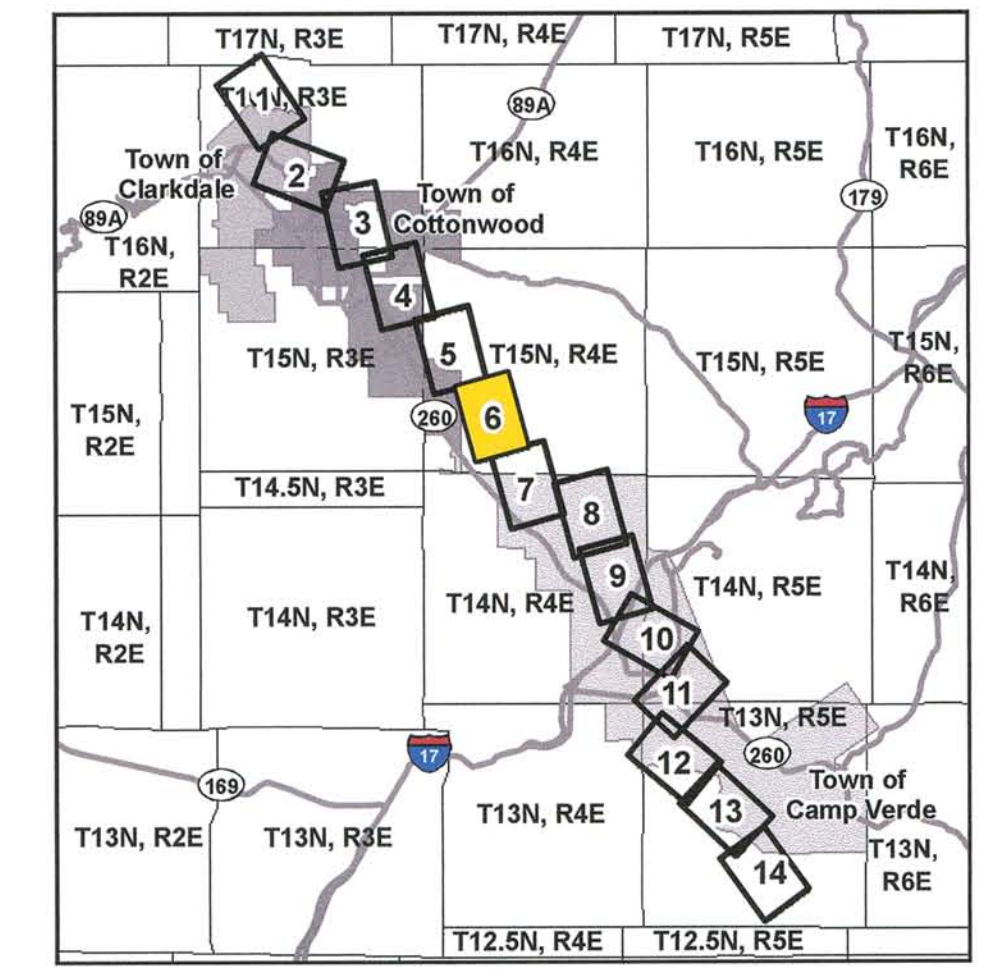 T17N, R3E
T17N, R4E
T17N, R5E
1
R3E
89A
T16N, R4E
T16N, R5E
T16N,
R6E
Town of
Clarkdale
2
179
Town of
Cottonwood
3
89A
T16N,
R2E
4
T15N, R3E
5
T15N, R4E
T15N, R5E
T15N,
R6E
T15N,
R2E
260
6
17
T14.5N, R3E
7
8
9
T14N,
R2E
T14N, R3E
T14N, R4E
T14N, R5E
T14N,
R6E
10
11
T13N, R5E
17
12
260
169
Town of
Camp Verde
13
T13N, R2E
T13N, R3E
T13N, R4E
T13N,
R6E
14
T12.5N, R4E
T12.5N, R5E